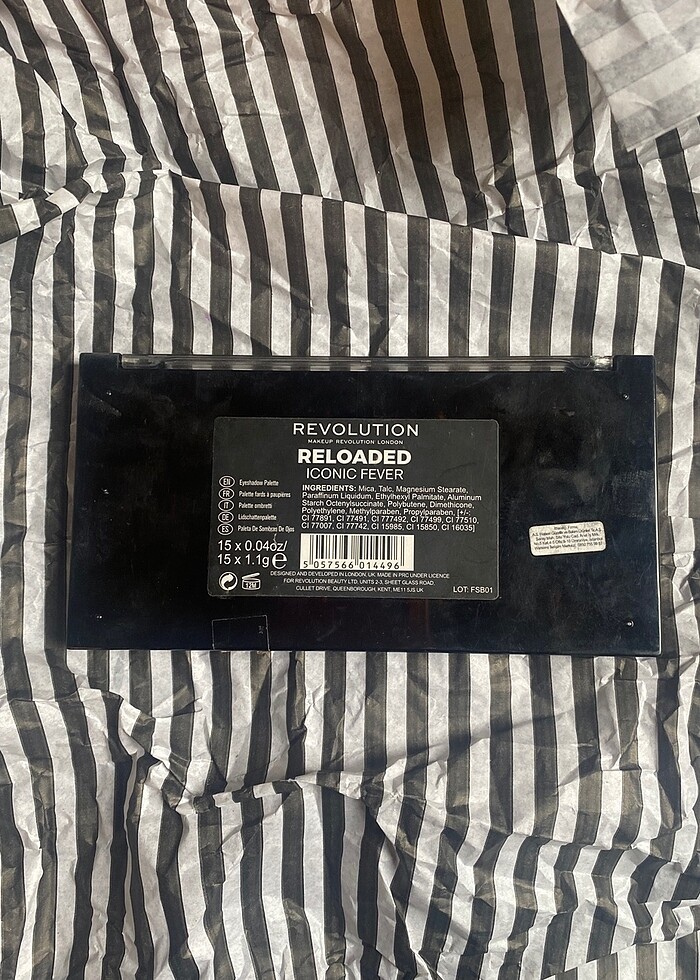 REVOLUTION
MAKEUP REVOLUTION LONDON
RELOADED
ICONIC FEVER
EN Eyeshadow Palette
FR Palette fards à paupières
IT Palette ombretti
DE Lidschattenpalette
ES Paleta De Sombras De Ojos
INGREDIENTS: Mica, Talc, Magnesium Stearate,
Paraffinum Liquidum, Ethylhexyl Palmitate, Aluminum
Starch Octenylsuccinate, Polybutene, Dimethicone,
Polyethylene, Methylparaben, Propylparaben, [+/-:
CI 77891, CI 77491, CI 777492, CI 77499, CI 77510,
CI 77007, CI 77742, CI 15985, CI 15850, CI 16035]
15 x 0.04oz/
15 x 1.1g e
5 057566 014496
12M
DESIGNED AND DEVELOPED IN LONDON, UK. MADE IN PRC UNDER LICENCE
FOR REVOLUTION BEAUTY LTD, UNITS 2-3, SHEET GLASS ROAD
CULLET DRIVE, QUEENBOROUGH, KENT, ME11 5JS.UK
LOT: FSB01